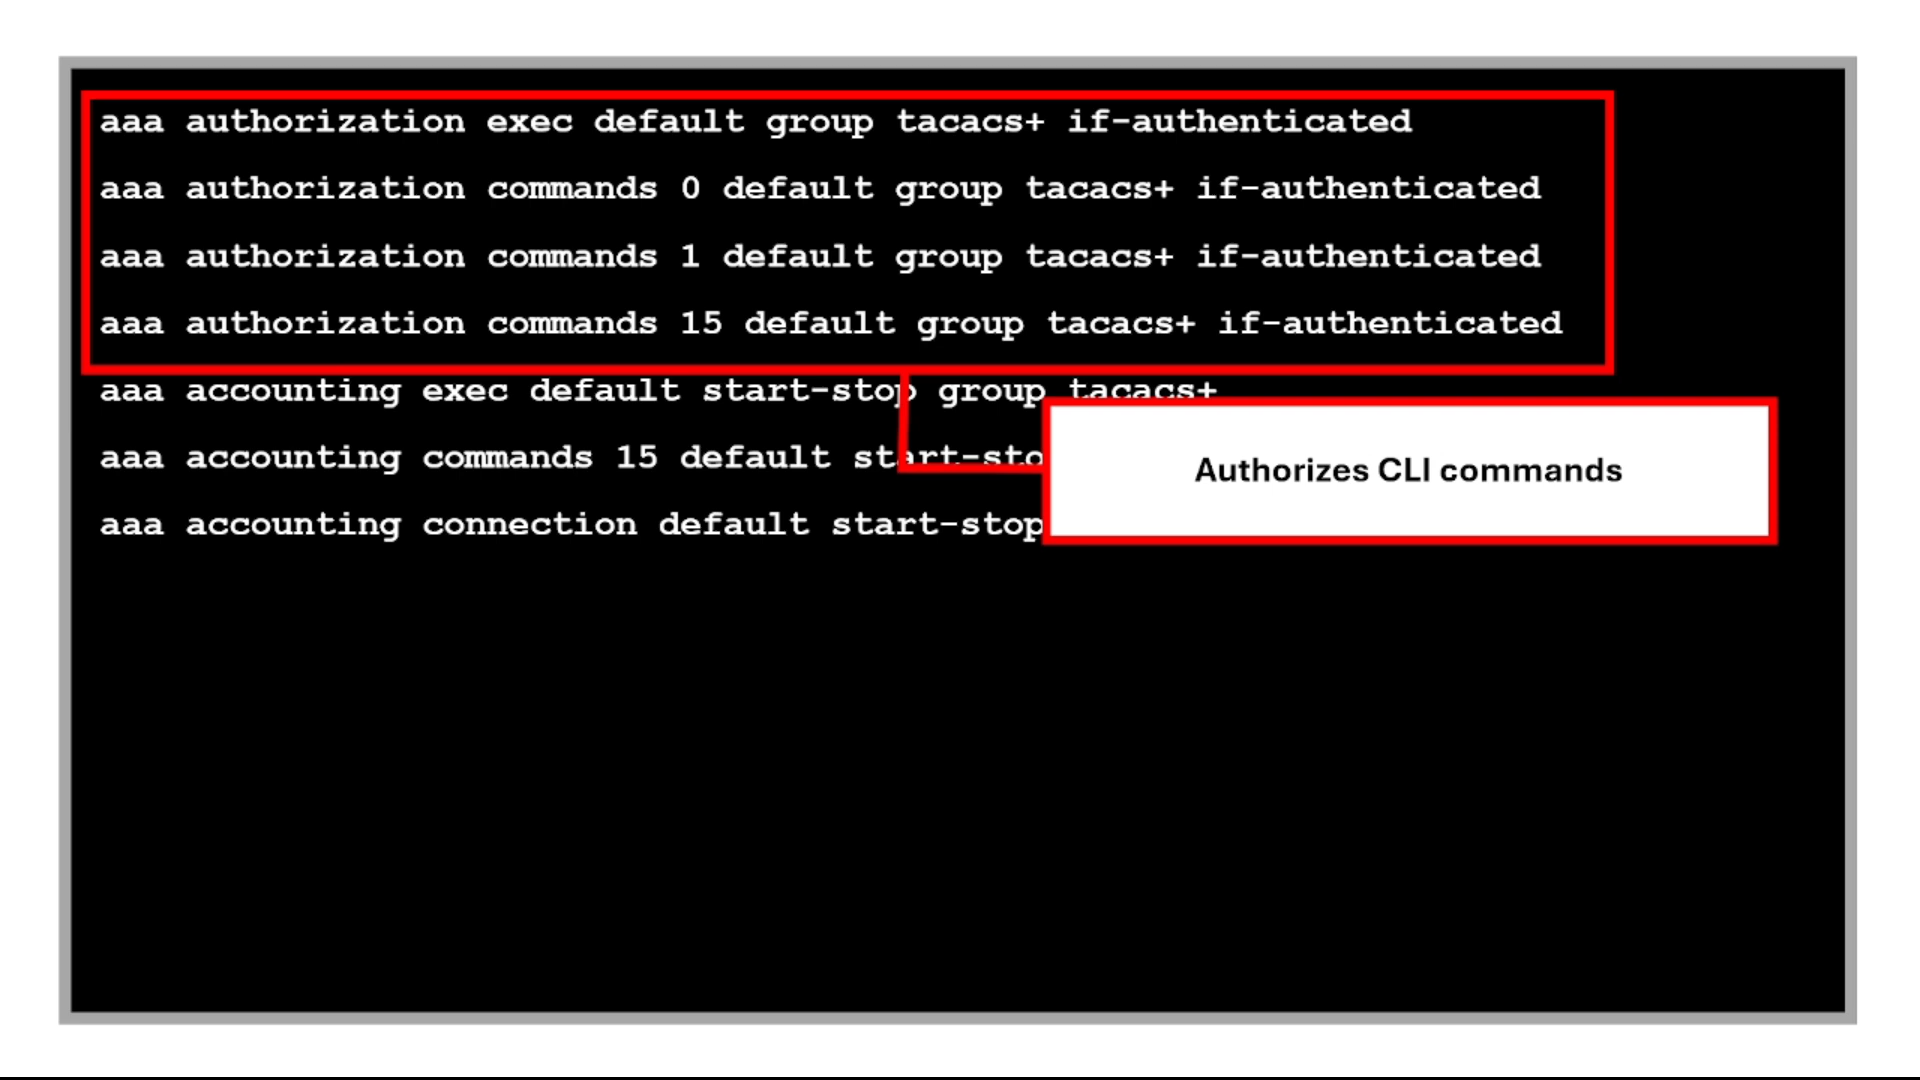 aaa authorization exec default group tacacs+ if-authenticated
aaa authorization commands 0 default group tacacs+ if-authenticated
aaa authorization commands 1 default group tacacs+ if-authenticated
aaa authorization commands 15 default group tacacs+ if-authenticated
aaa accounting exec default start-stop group tacacs+
aaa accounting commands 15 default start-sto
aaa accounting connection default start-stop
Authorizes CLI commands